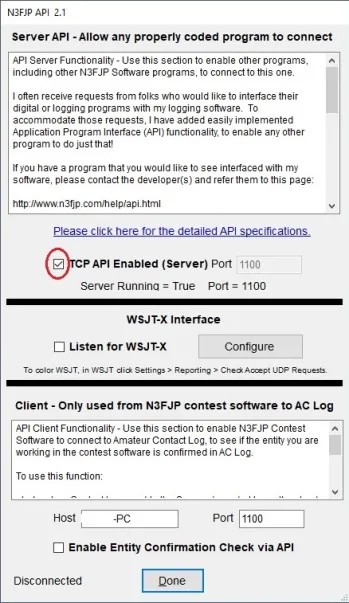 N3FJP API 2.1
Server API - Allow any properly coded program to connect
API Server Functionality - Use this section to enable other programs,
including other N3FJP Software programs, to connect to this one.
I often receive requests from folks who would like to interface their
digital or logging programs with my logging software. To
accommodate those requests, I have added easily implemented
Application Program Interface (API) functionality, to enable any other
program to do just that!
If you have a program that you would like to see interfaced with my
software, please contact the developer(s) and refer them to this page:
http://www.n3fjp.com/help/api.html
Please click here for the detailed API specifications.
TCP API Enabled (Server) Port 1100
Server Running = True Port = 1100
WSJT-X Interface
Listen for WSJT-X Configure
To color WSJT, in WSJT click Settings > Reporting > Check Accept UDP Requests.
Client - Only used from N3FJP contest software to AC Log
API Client Functionality - Use this section to enable N3FJP Contest
Software to connect to Amateur Contact Log, to see if the entity you are
working in the contest software is confirmed in AC Log.
To use this function:
Host -PC Port 1100
Enable Entity Confirmation Check via API
Disconnected Done